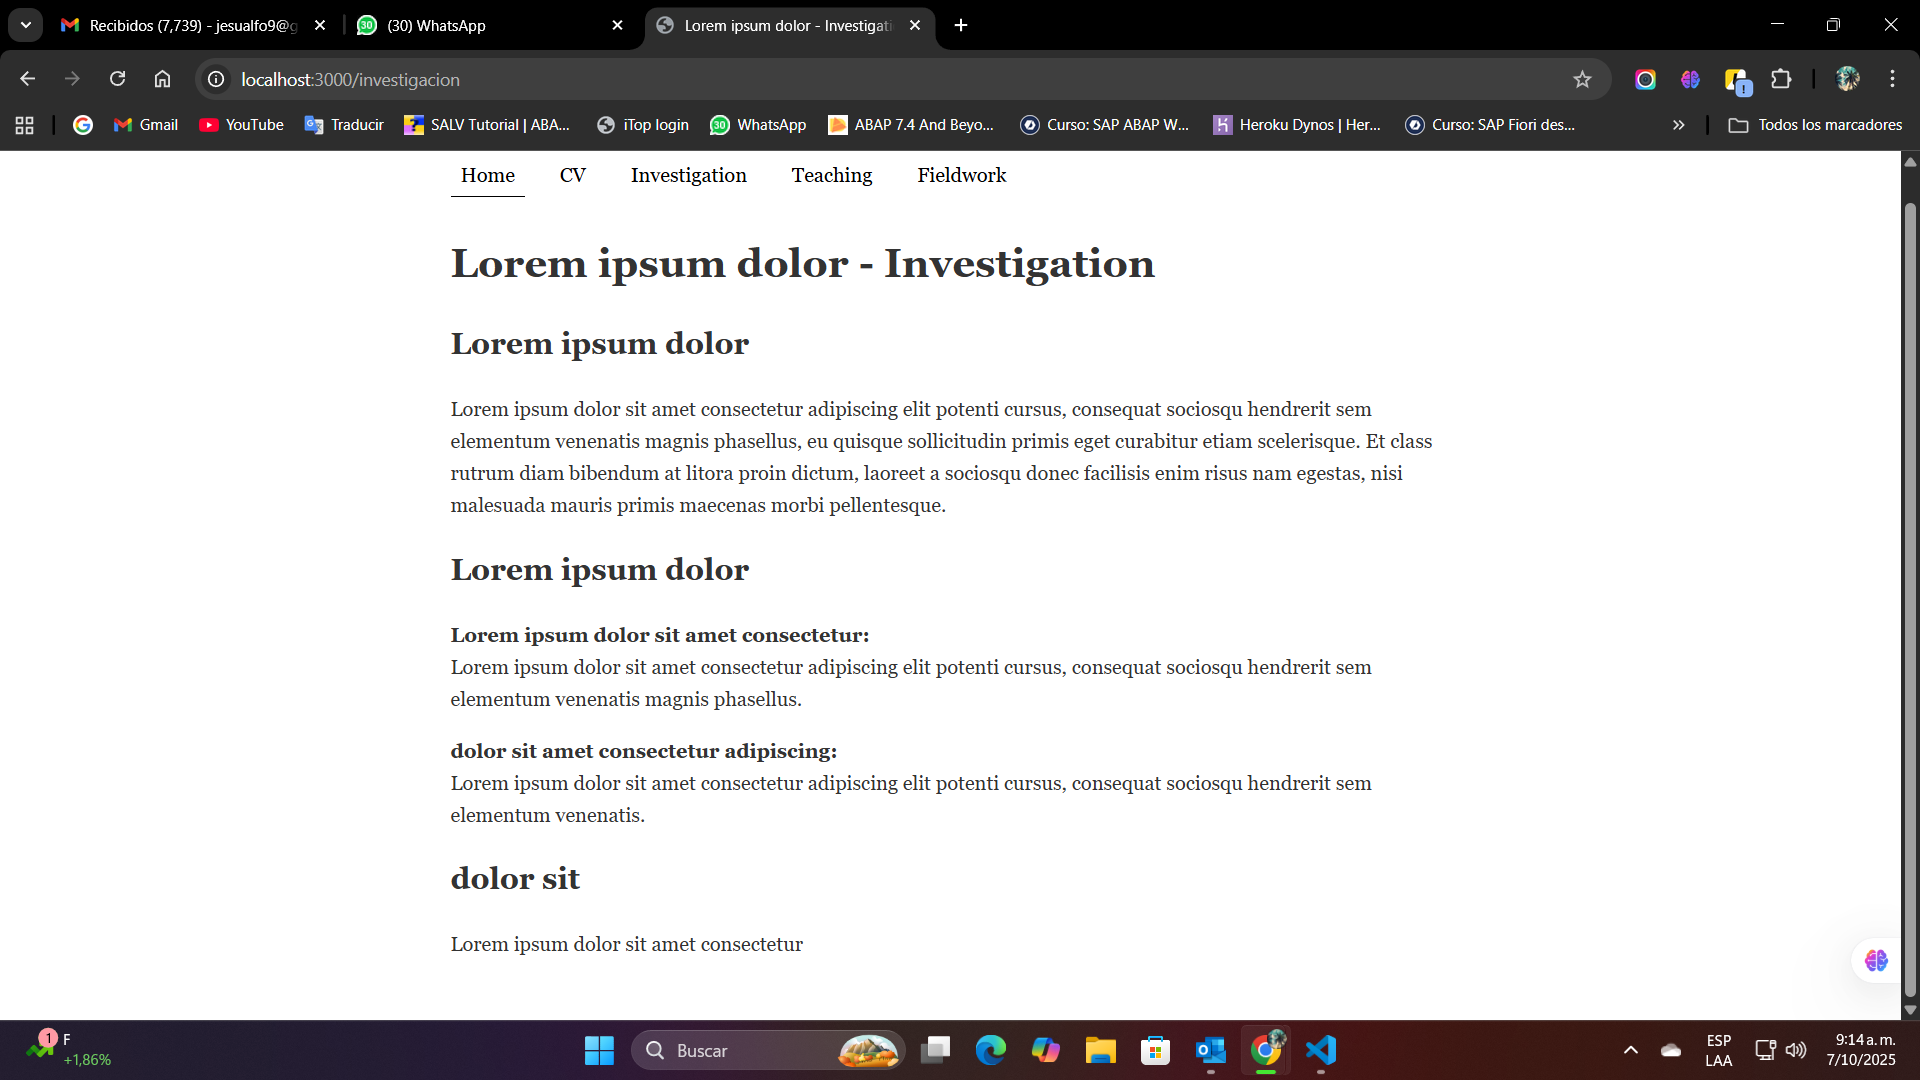 Recibidos (7,739) - jesualfo9@g
(30) WhatsApp
Lorem ipsum dolor - Investigati
localhost:3000/investigacion
Gmail
YouTube
Traducir
SALV Tutorial | ABA...
iTop login
WhatsApp
ABAP 7.4 And Beyo...
Curso: SAP ABAP W...
Heroku Dynos | Her...
Curso: SAP Fiori des...
Todos los marcadores
Home CV Investigation Teaching Fieldwork
Lorem ipsum dolor - Investigation
Lorem ipsum dolor
Lorem ipsum dolor sit amet consectetur adipiscing elit potenti cursus, consequat sociosqu hendrerit sem
elementum venenatis magnis phasellus, eu quisque sollicitudin primis eget curabitur etiam scelerisque. Et class
rutrum diam bibendum at litora proin dictum, laoreet a sociosqu donec facilisis enim risus nam egestas, nisi
malesuada mauris primis maecenas morbi pellentesque.
Lorem ipsum dolor
Lorem ipsum dolor sit amet consectetur:
Lorem ipsum dolor sit amet consectetur adipiscing elit potenti cursus, consequat sociosqu hendrerit sem
elementum venenatis magnis phasellus.
dolor sit amet consectetur adipiscing:
Lorem ipsum dolor sit amet consectetur adipiscing elit potenti cursus, consequat sociosqu hendrerit sem
elementum venenatis.
dolor sit
Lorem ipsum dolor sit amet consectetur
1
F
+1,86%
Buscar
ESP
LAA
9:14 a. m.
7/10/2025